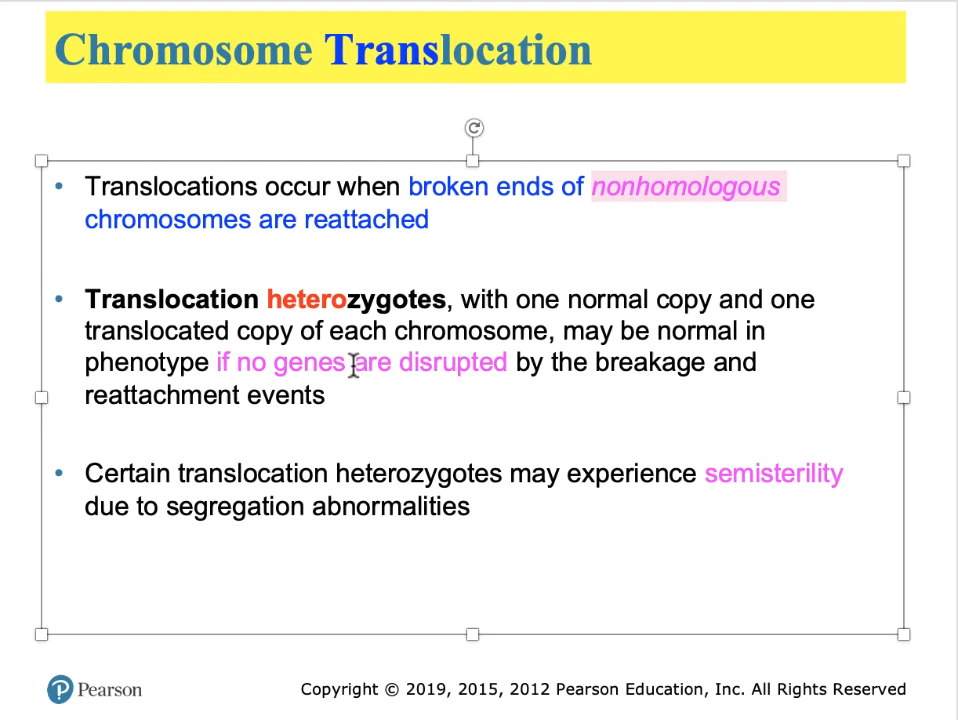 Chromosome Translocation
• Translocations occur when broken ends of nonhomologous
chromosomes are reattached
• Translocation heterozygotes, with one normal copy and one
translocated copy of each chromosome, may be normal in
phenotype if no genes are disrupted by the breakage and
reattachment events
• Certain translocation heterozygotes may experience semisterility
due to segregation abnormalities
Pearson
Copyright © 2019, 2015, 2012 Pearson Education, Inc. All Rights Reserved